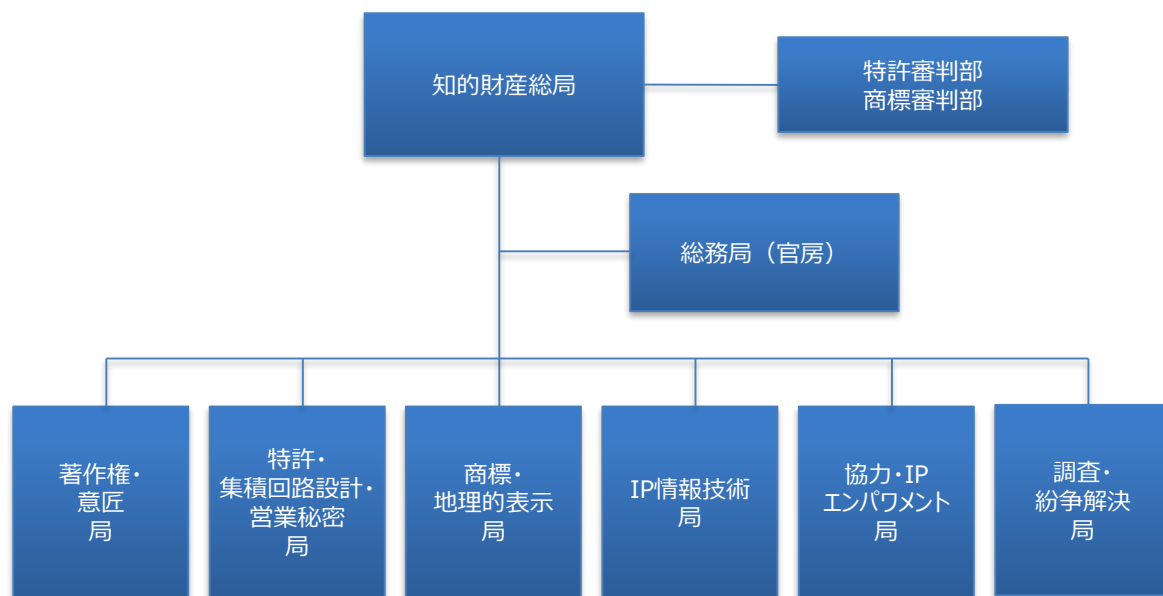 知的財産総局
特許審判部
商標審判部
総務局（官房）
著作権・
意匠
局
特許・
集積回路設計・
営業秘密
局
商標・
地理的表示
局
IP情報技術
局
協力・IP
エンパワメント
局
調査・
紛争解決
局